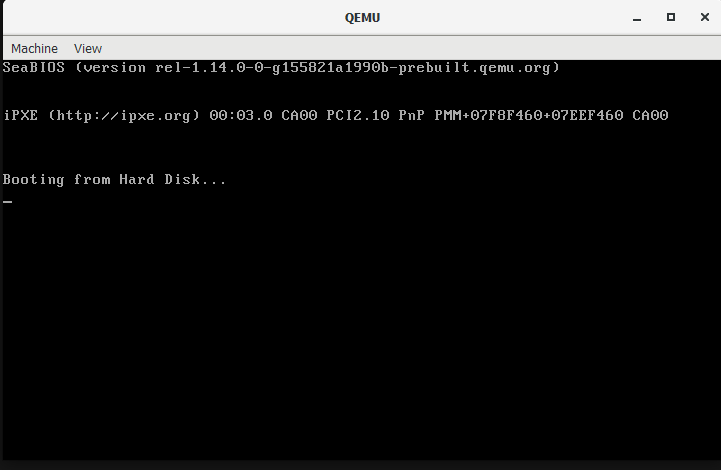 QEMU
Machine View
SeaBIOS (version rel-1.14.0-0-g155821a1990b-prebuilt.qemu.org)
iPXE (http://ipxe.org) 00:03.0 CA00 PCI2.10 PnP PMM+07F8F460+07EEF460 CA00
Booting from Hard Disk...
_